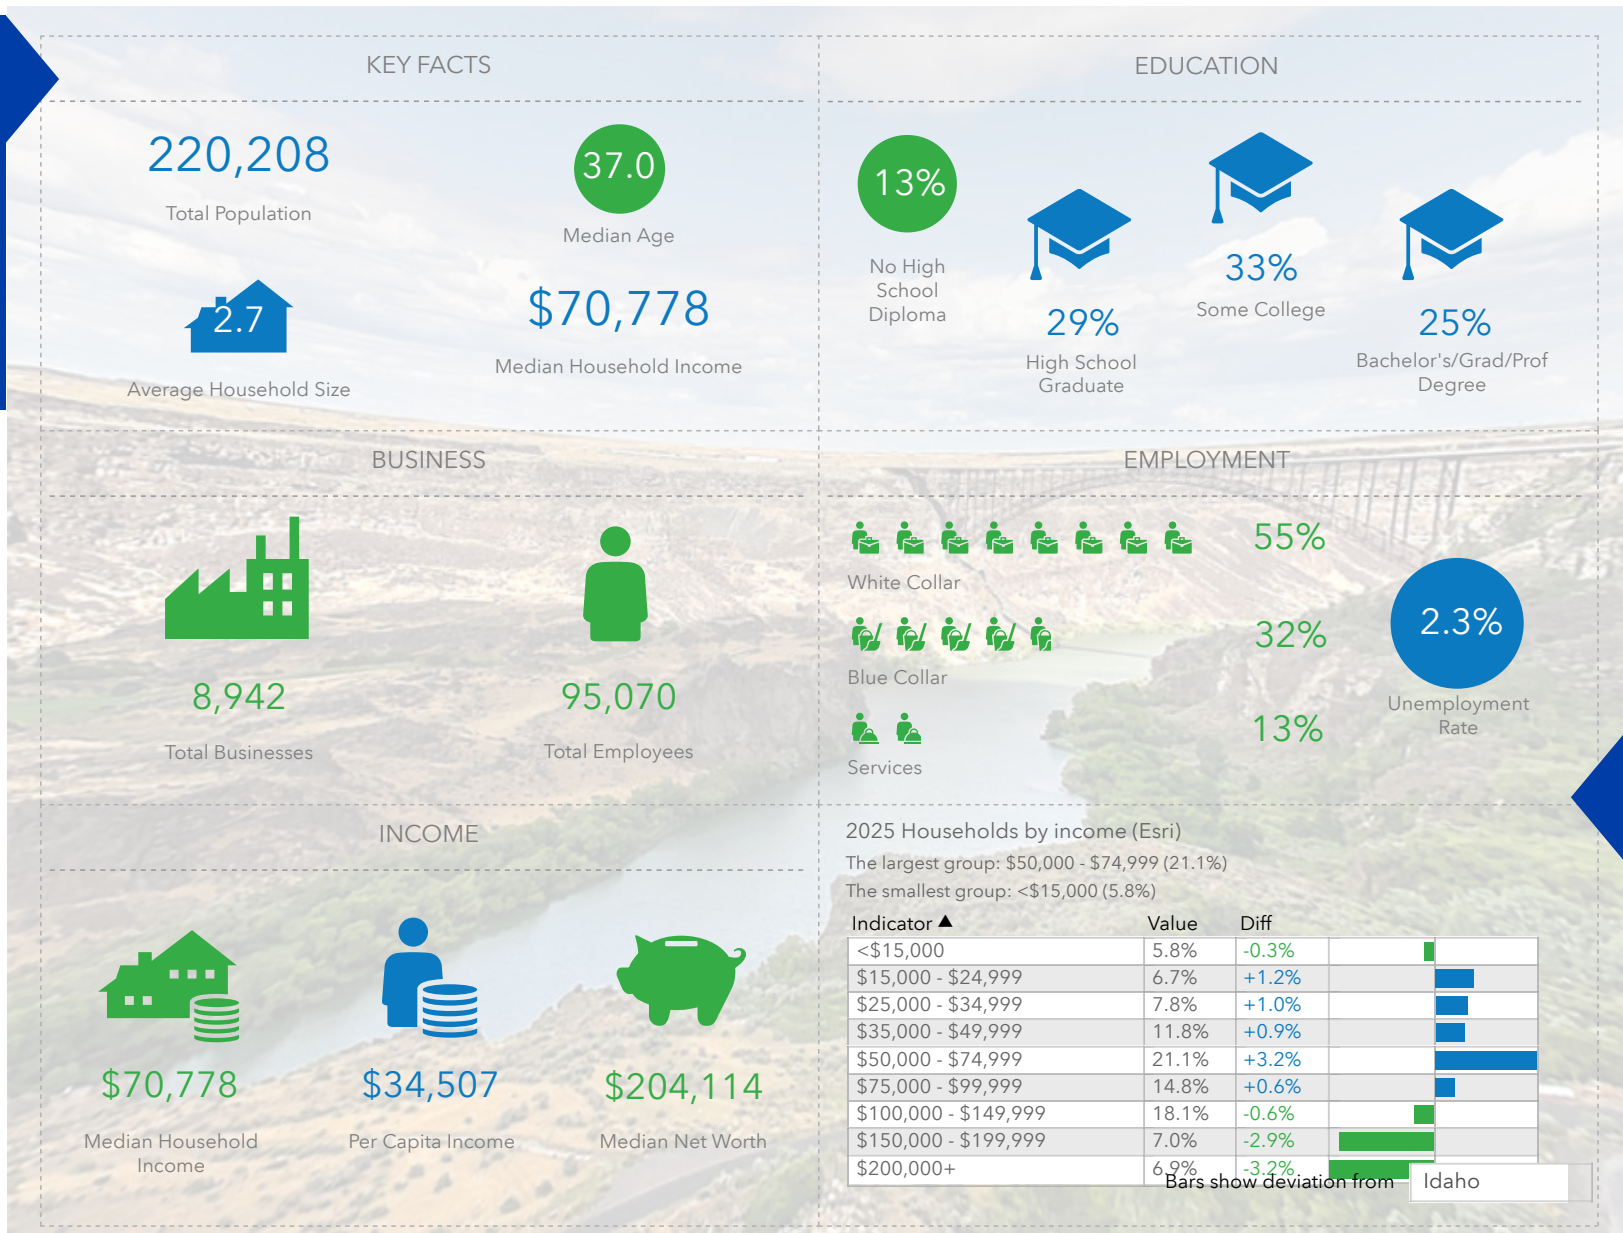 KEY FACTS
220,208
Total Population
37.0
Median Age
2.7
Average Household Size
$70,778
Median Household Income
EDUCATION
13%
No High
School
Diploma
29%
High School
Graduate
33%
Some College
25%
Bachelor's/Grad/Prof
Degree
BUSINESS
8,942
Total Businesses
95,070
Total Employees
EMPLOYMENT
55%
White Collar
32%
Blue Collar
13%
Services
2.3%
Unemployment
Rate
INCOME
$70,778
Median Household
Income
$34,507
Per Capita Income
$204,114
Median Net Worth
2025 Households by income (Esri)
The largest group: $50,000 - $74,999 (21.1%)
The smallest group: <$15,000 (5.8%)
Indicator ▲ Value Diff
<$15,000 5.8% -0.3%
$15,000 - $24,999 6.7% +1.2%
$25,000 - $34,999 7.8% +1.0%
$35,000 - $49,999 11.8% +0.9%
$50,000 - $74,999 21.1% +3.2%
$75,000 - $99,999 14.8% +0.6%
$100,000 - $149,999 18.1% -0.6%
$150,000 - $199,999 7.0% -2.9%
$200,000+ 6.9% -3.2%
Bars show deviation from Idaho